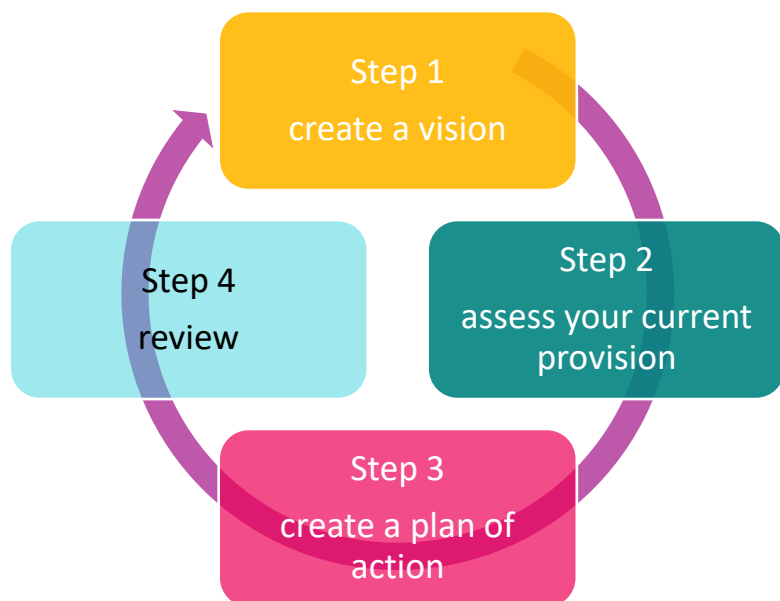 Step 1
create a vision
Step 2
assess your current
provision
Step 3
create a plan of
action
Step 4
review